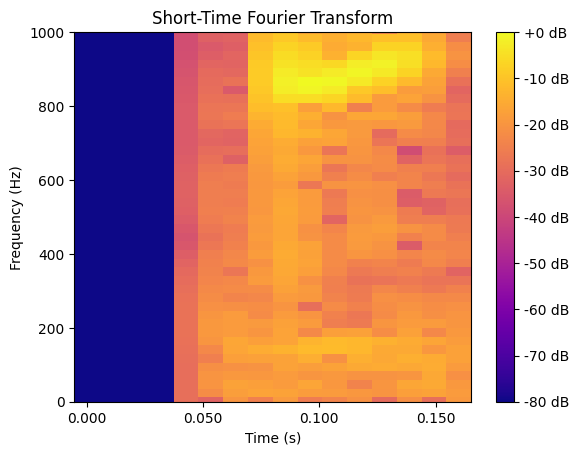 Short-Time Fourier Transform
1000
800
600
400
200
0
Frequency (Hz)
0.000
0.050
0.100
0.150
Time (s)
+0 dB
-10 dB
-20 dB
-30 dB
-40 dB
-50 dB
-60 dB
-70 dB
-80 dB